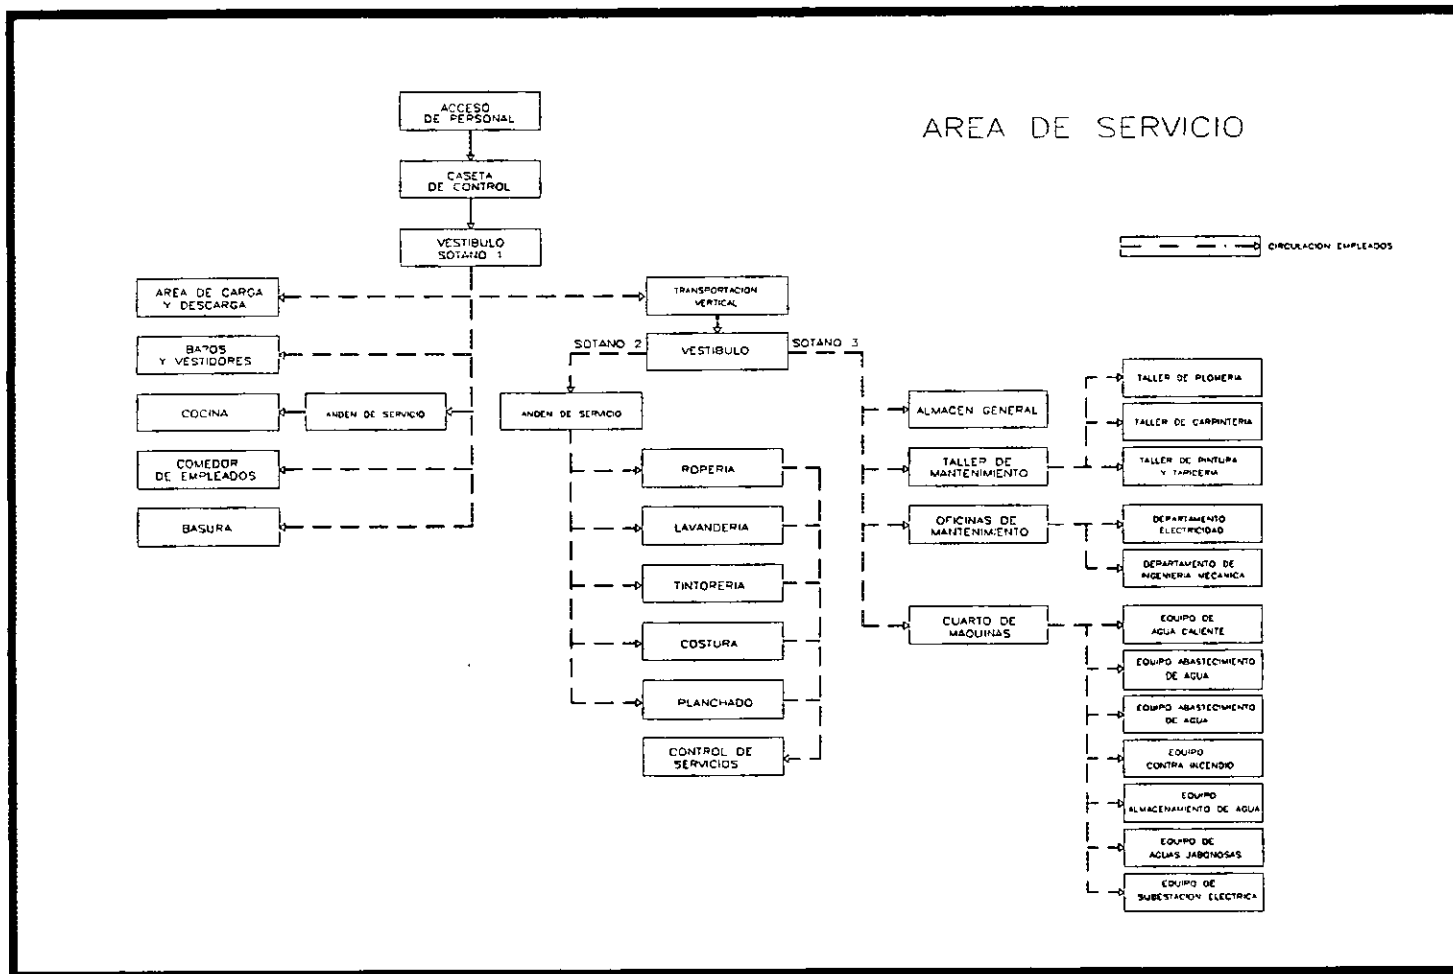 AREA DE SERVICIO
CIRCULACION EMPLEADOS
ACCESO
DE PERSONAL
CASETA
DE CONTROL
VESTIBULO
SOTANO 1
AREA DE CARGA
Y DESCARGA
BAÑOS
Y VESTIDORES
COCINA
ANDEN DE SERVICIO
COMEDOR
DE EMPLEADOS
BASURA
TRANSPORTACION
VERTICAL
SOTANO 2
VESTIBULO
SOTANO 3
ANDEN DE SERVICIO
ROPERIA
LAVANDERIA
TINTORERIA
COSTURA
PLANCHADO
CONTROL DE
SERVICIOS
ALMACEN GENERAL
TALLER DE
MANTENIMIENTO
OFICINAS DE
MANTENIMIENTO
CUARTO DE
MAQUINAS
TALLER DE PLOMERIA
TALLER DE CARPINTERIA
TALLER DE PINTURA
Y TAPICERIA
DEPARTAMENTO
ELECTRICIDAD
DEPARTAMENTO DE
INGENIERIA MECANICA
EQUIPO DE
AGUA CALIENTE
EQUIPO ABASTECIMIENTO
DE AGUA
EQUIPO ABASTECIMIENTO
DE AGUA
EQUIPO
CONTRA INCENDIO
EQUIPO
ALMACENAMIENTO DE AGUA
EQUIPO DE
AGUAS JABONOSAS
EQUIPO DE
SUBESTACION ELECTRICA